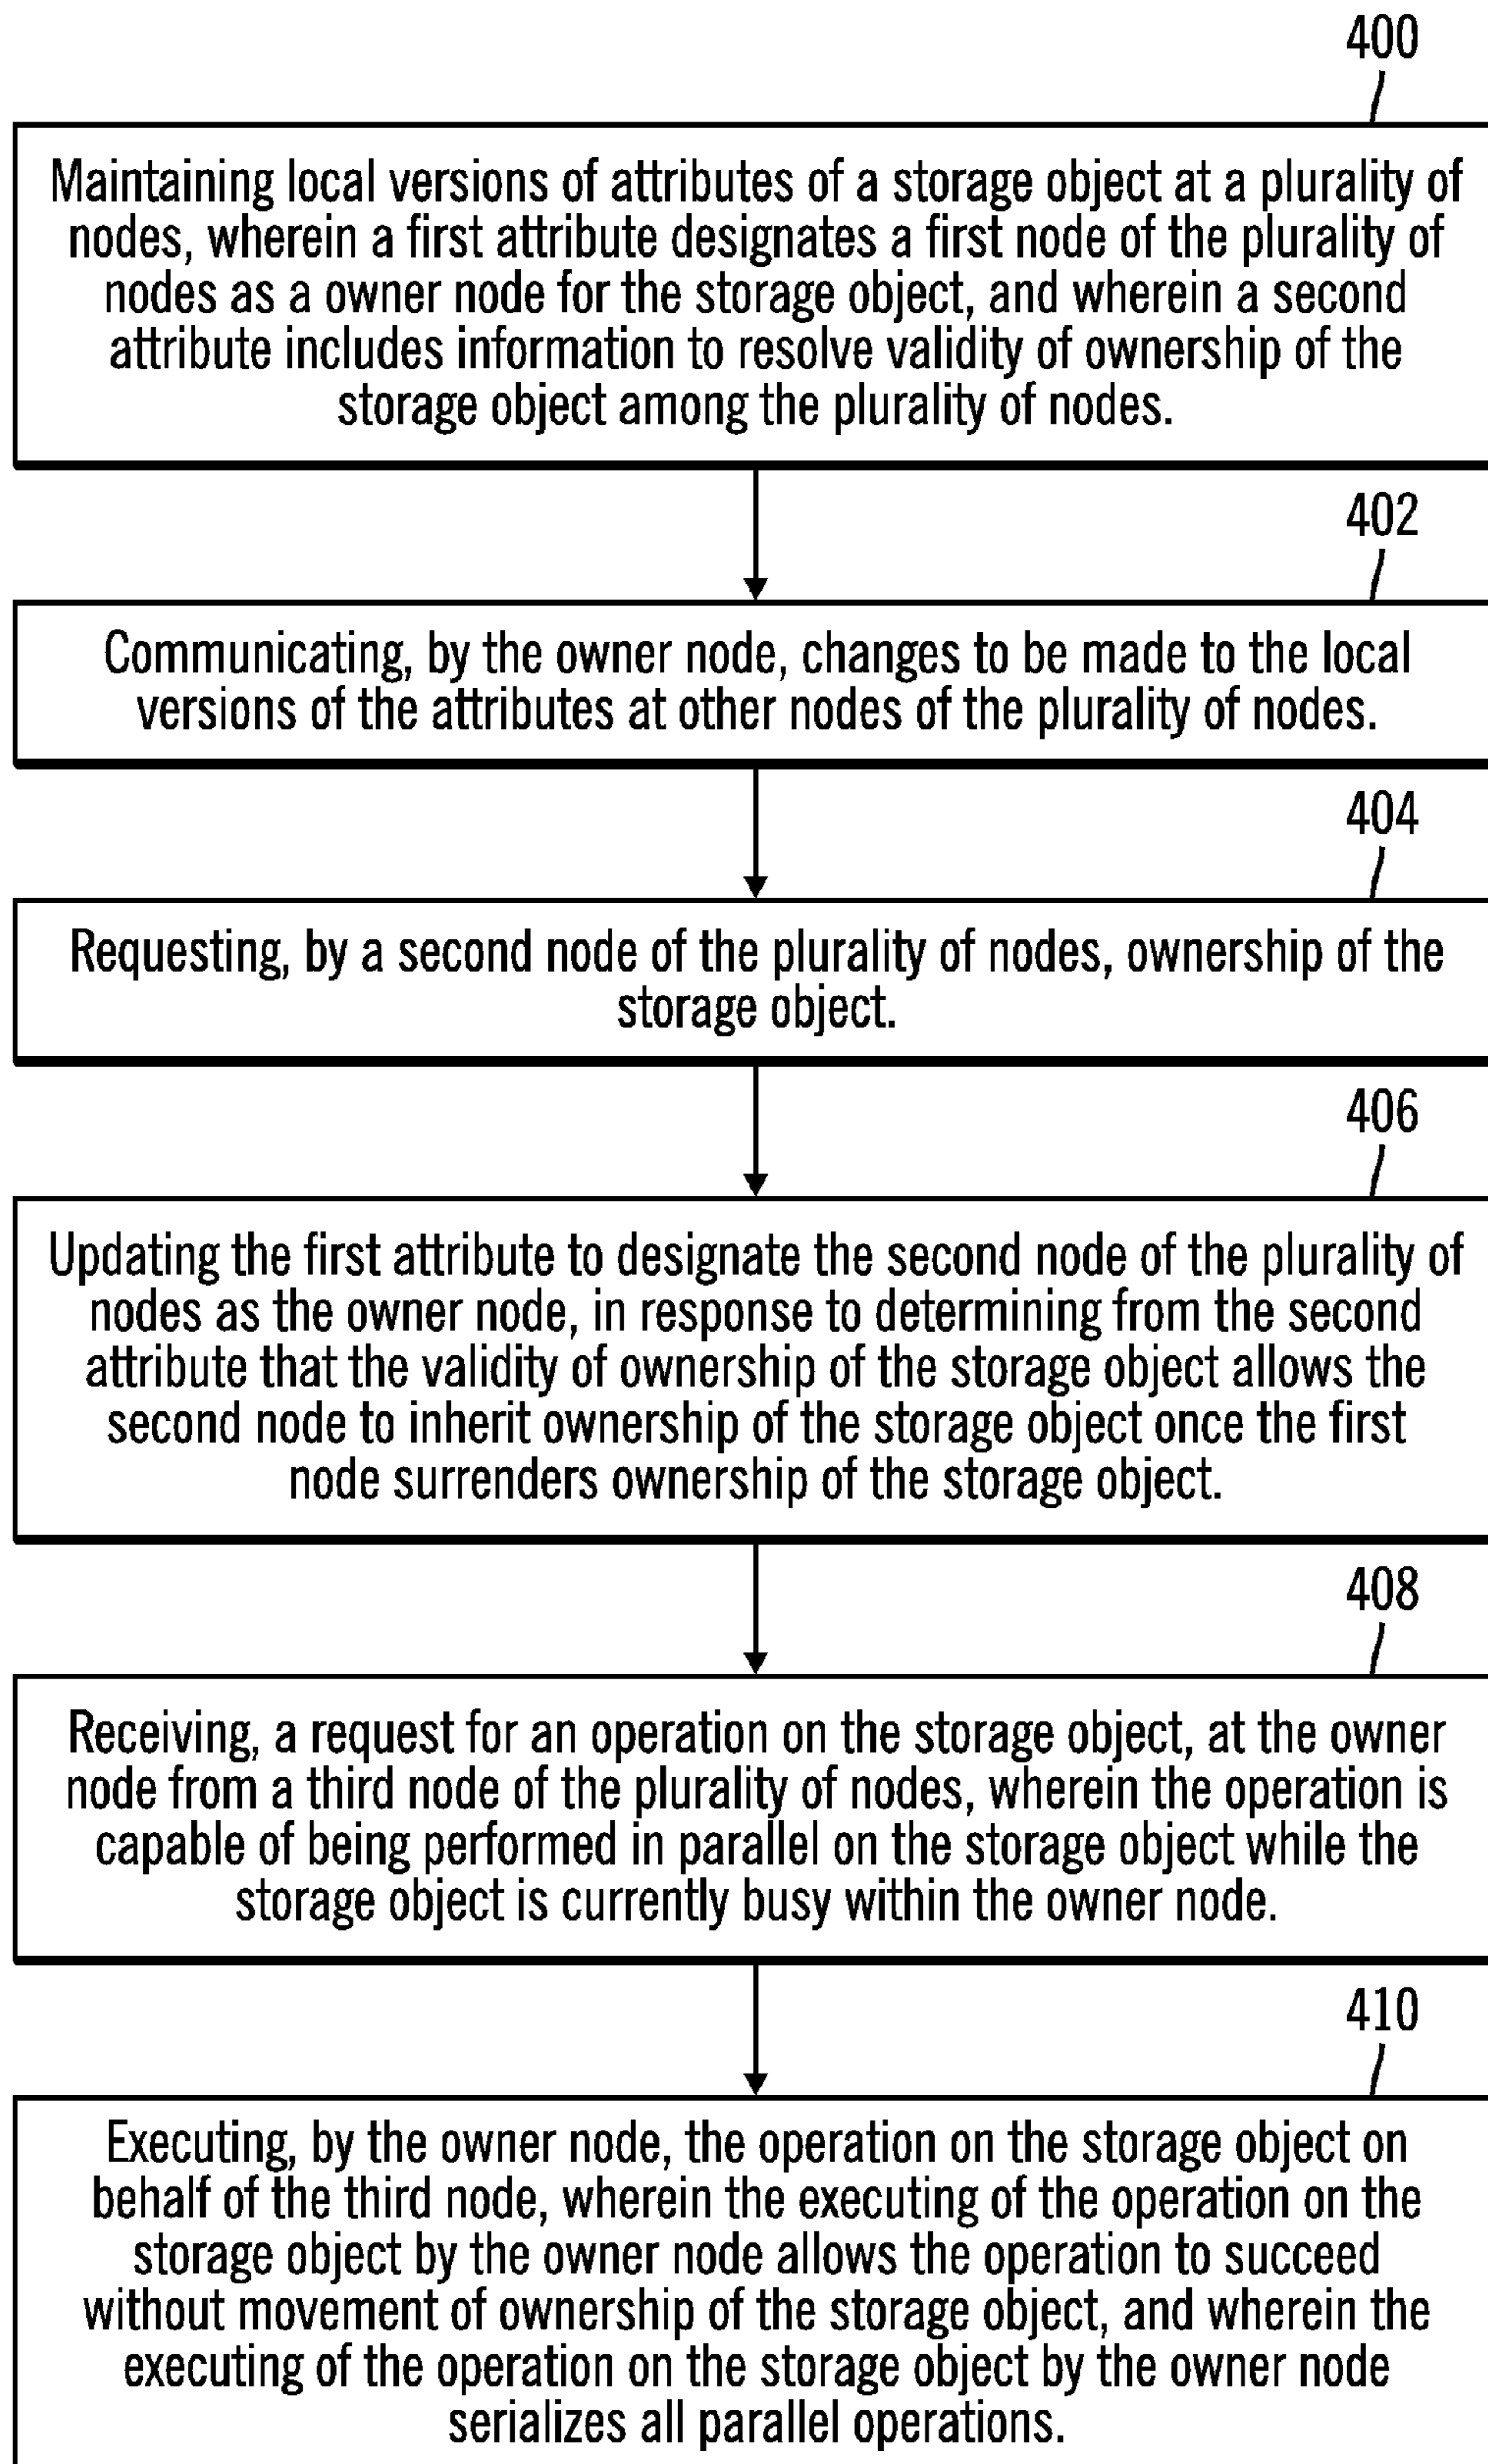 400
Maintaining local versions of attributes of a storage object at a plurality of
nodes, wherein a first attribute designates a first node of the plurality of
nodes as a owner node for the storage object, and wherein a second
attribute includes information to resolve validity of ownership of the
storage object among the plurality of nodes.
402
Communicating, by the owner node, changes to be made to the local
versions of the attributes at other nodes of the plurality of nodes.
404
Requesting, by a second node of the plurality of nodes, ownership of the
storage object.
406
Updating the first attribute to designate the second node of the plurality of
nodes as the owner node, in response to determining from the second
attribute that the validity of ownership of the storage object allows the
second node to inherit ownership of the storage object once the first
node surrenders ownership of the storage object.
408
Receiving, a request for an operation on the storage object, at the owner
node from a third node of the plurality of nodes, wherein the operation is
capable of being performed in parallel on the storage object while the
storage object is currently busy within the owner node.
410
Executing, by the owner node, the operation on the storage object on
behalf of the third node, wherein the executing of the operation on the
storage object by the owner node allows the operation to succeed
without movement of ownership of the storage object, and wherein the
executing of the operation on the storage object by the owner node
serializes all parallel operations.